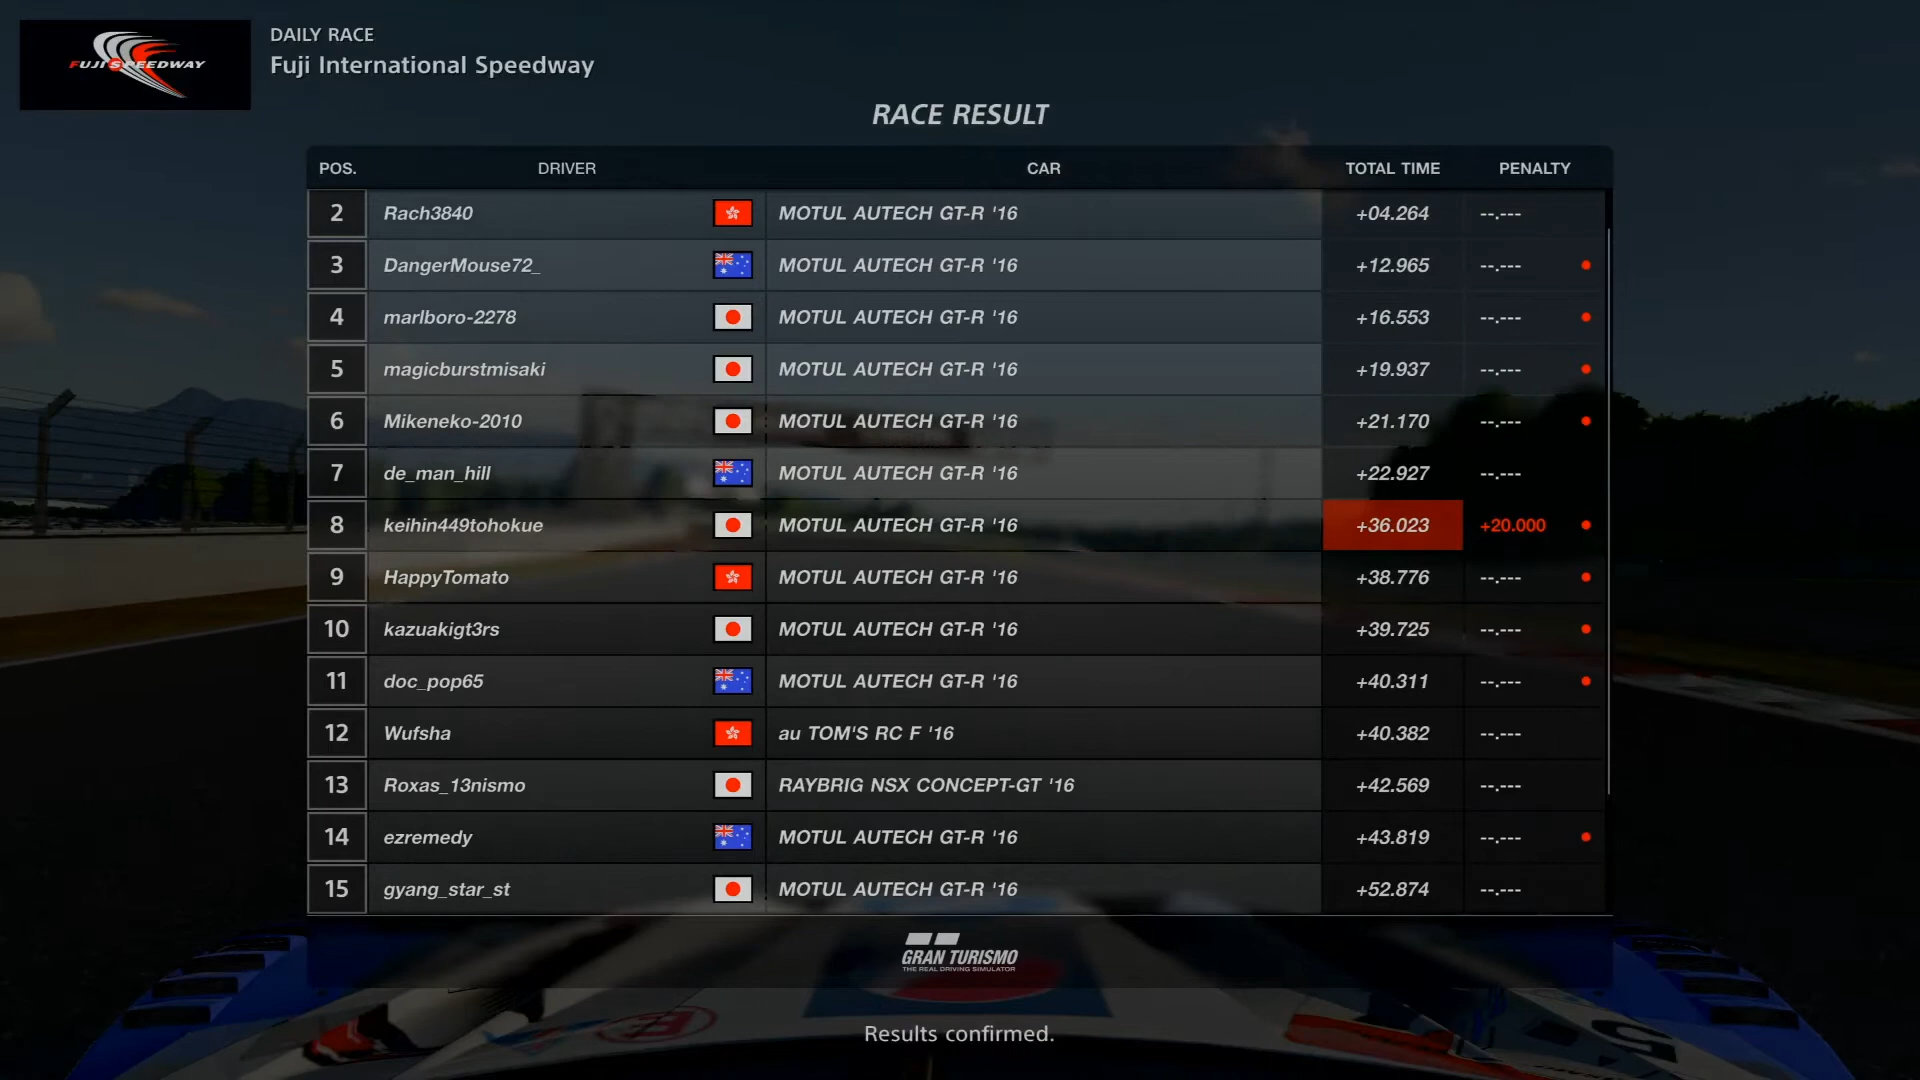 FUJI SPEEDWAY
DAILY RACE
Fuji International Speedway
RACE RESULT
POS. DRIVER CAR TOTAL TIME PENALTY
2 Rach3840 MOTUL AUTECH GT-R '16 +04.264 --.---
3 DangerMouse72_ MOTUL AUTECH GT-R '16 +12.965 --.---
4 marlboro-2278 MOTUL AUTECH GT-R '16 +16.553 --.---
5 magicburstmisaki MOTUL AUTECH GT-R '16 +19.937 --.---
6 Mikeneko-2010 MOTUL AUTECH GT-R '16 +21.170 --.---
7 de_man_hill MOTUL AUTECH GT-R '16 +22.927 --.---
8 keihin449tohokue MOTUL AUTECH GT-R '16 +36.023 +20.000
9 HappyTomato MOTUL AUTECH GT-R '16 +38.776 --.---
10 kazuakigt3rs MOTUL AUTECH GT-R '16 +39.725 --.---
11 doc_pop65 MOTUL AUTECH GT-R '16 +40.311 --.---
12 Wufsha au TOM'S RC F '16 +40.382 --.---
13 Roxas_13nismo RAYBRIG NSX CONCEPT-GT '16 +42.569 --.---
14 ezremedy MOTUL AUTECH GT-R '16 +43.819 --.---
15 gyang_star_st MOTUL AUTECH GT-R '16 +52.874 --.---
GRAN TURISMO
THE REAL DRIVING SIMULATOR
Results confirmed.